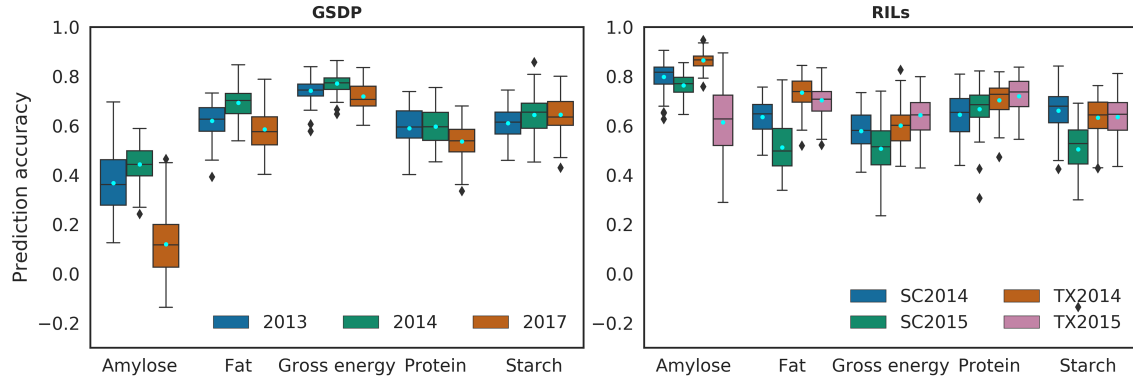 GSDP
RILs
Prediction accuracy
1.0
0.8
0.6
0.4
0.2
0.0
−0.2
1.0
0.8
0.6
0.4
0.2
0.0
−0.2
2013 2014 2017
SC2014 TX2014
SC2015 TX2015
Amylose Fat Gross energy Protein Starch
Amylose Fat Gross energy Protein Starch